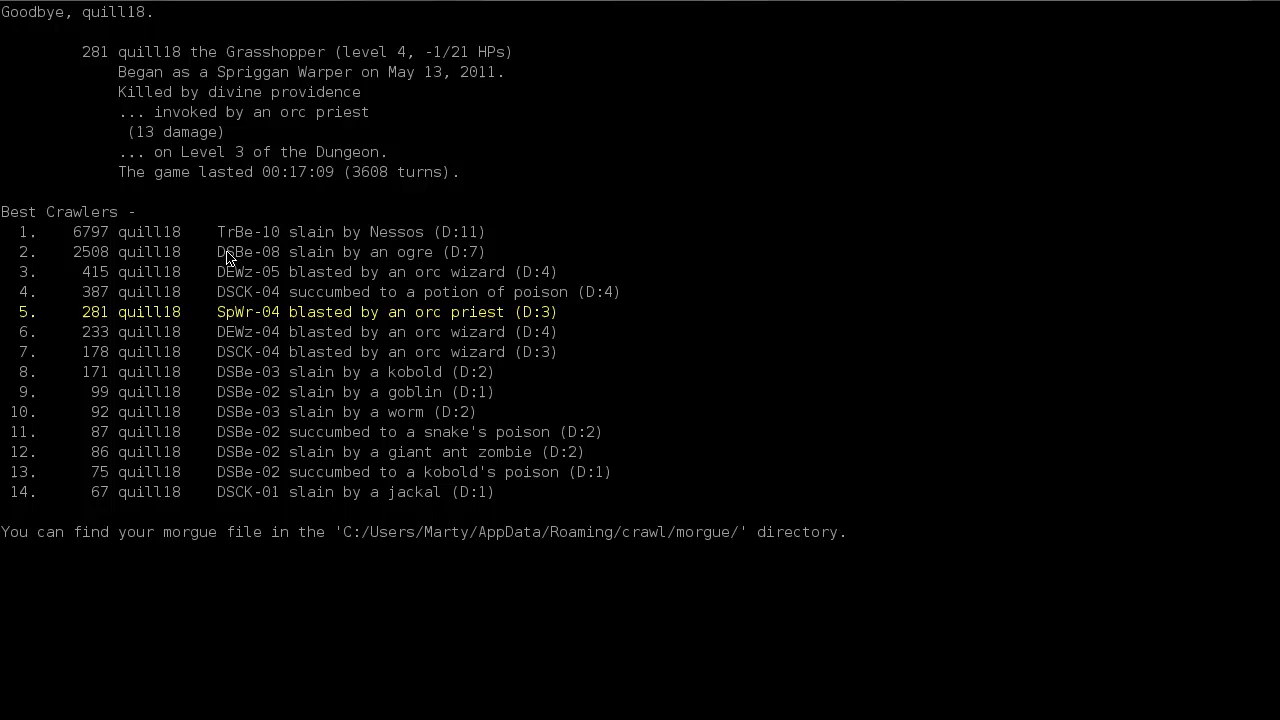 Goodbye, quill18.
281 quill18 the Grasshopper (level 4, -1/21 HPs)
Began as a Spriggan Warper on May 13, 2011.
Killed by divine providence
... invoked by an orc priest
(13 damage)
... on Level 3 of the Dungeon.
The game lasted 00:17:09 (3608 turns).
Best Crawlers -
1. 6797 quill18 TrBe-10 slain by Nessos (D:11)
2. 2508 quill18 DSBe-08 slain by an ogre (D:7)
3. 415 quill18 DEWz-05 blasted by an orc wizard (D:4)
4. 387 quill18 DSCK-04 succumbed to a potion of poison (D:4)
5. 281 quill18 SpWr-04 blasted by an orc priest (D:3)
6. 233 quill18 DEWz-04 blasted by an orc wizard (D:4)
7. 178 quill18 DSCK-04 blasted by an orc wizard (D:3)
8. 171 quill18 DSBe-03 slain by a kobold (D:2)
9. 99 quill18 DSBe-02 slain by a goblin (D:1)
10. 92 quill18 DSBe-03 slain by a worm (D:2)
11. 87 quill18 DSBe-02 succumbed to a snake's poison (D:2)
12. 86 quill18 DSBe-02 slain by a giant ant zombie (D:2)
13. 75 quill18 DSBe-02 succumbed to a kobold's poison (D:1)
14. 67 quill18 DSCK-01 slain by a jackal (D:1)
You can find your morgue file in the 'C:/Users/Marty/AppData/Roaming/crawl/morgue/' directory.